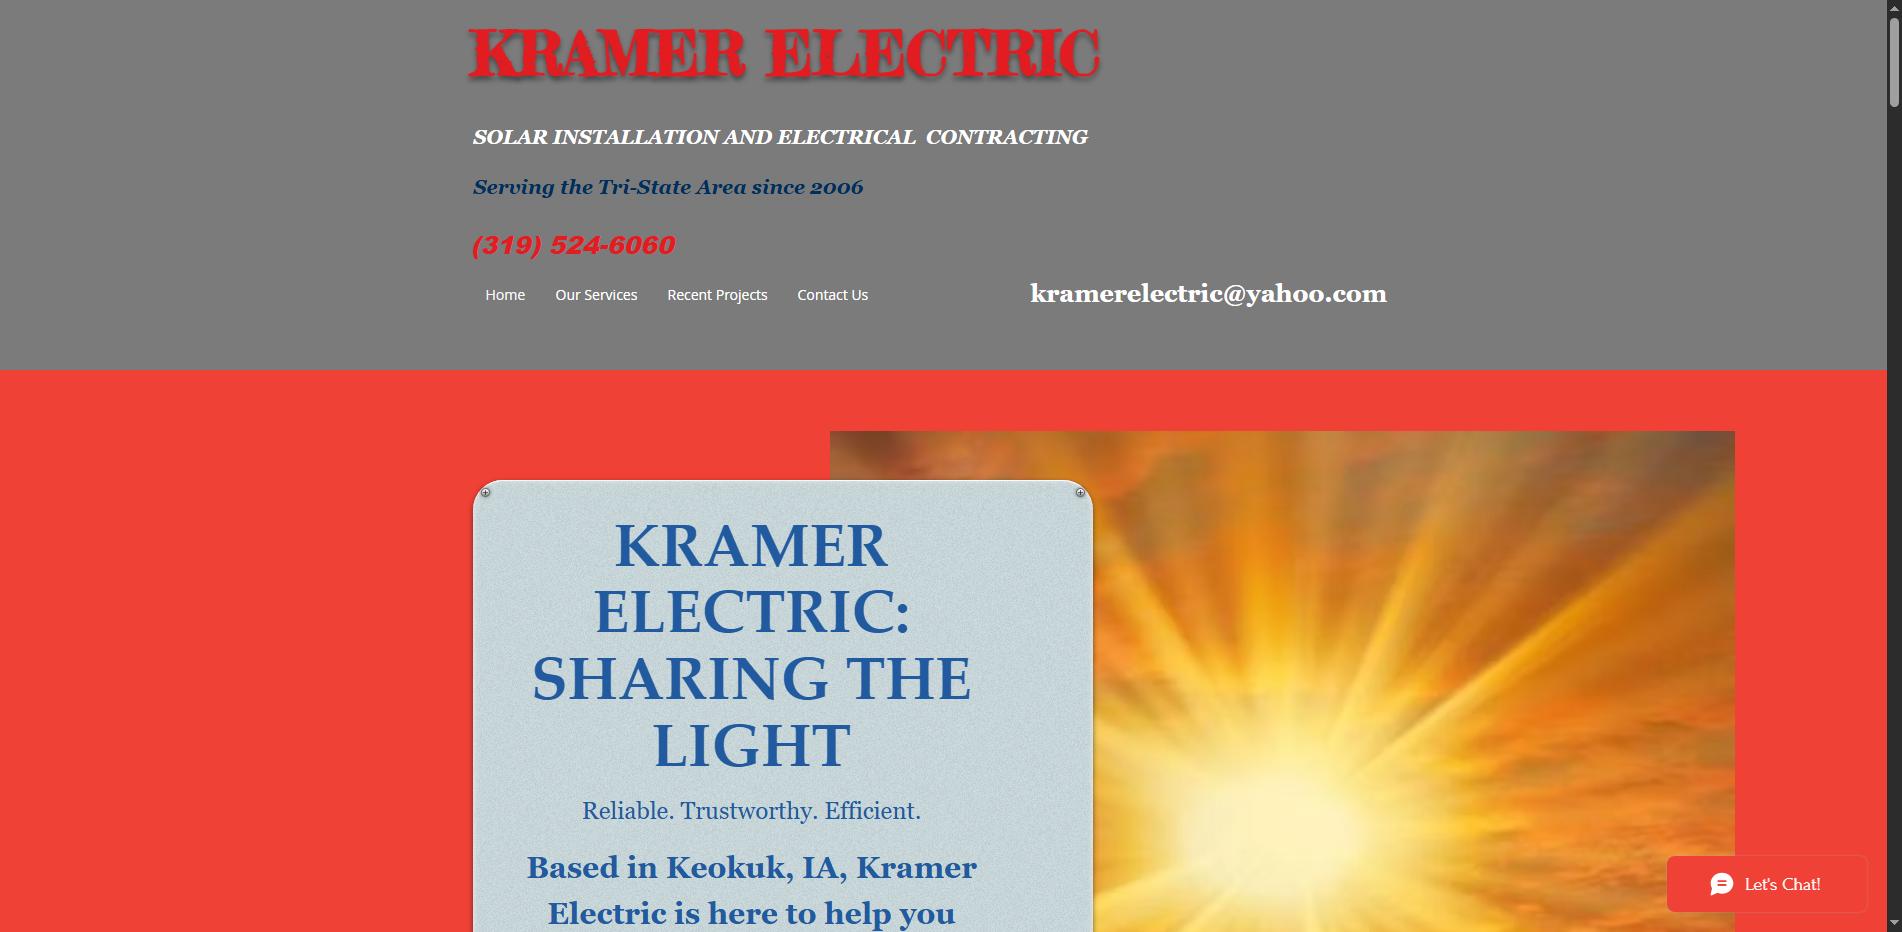 KRAMER ELECTRIC
SOLAR INSTALLATION AND ELECTRICAL CONTRACTING
Serving the Tri-State Area since 2006
(319) 524-6060
Home Our Services Recent Projects Contact Us
kramerelectric@yahoo.com
KRAMER
ELECTRIC:
SHARING THE
LIGHT
Reliable. Trustworthy. Efficient.
Based in Keokuk, IA, Kramer
Electric is here to help you
Let's Chat!